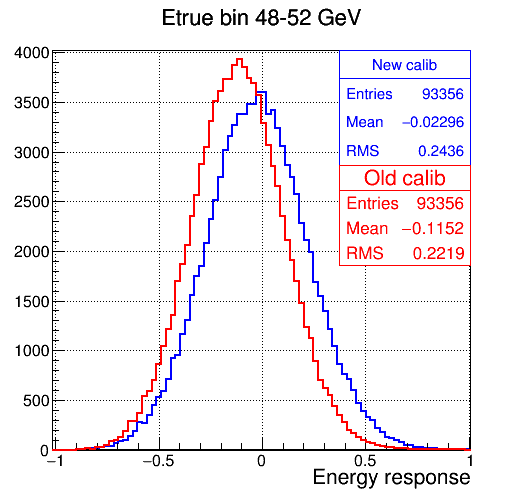 Etrue bin 48-52 GeV
New calib
Entries 93356
Mean −0.02296
RMS 0.2436
Old calib
Entries 93356
Mean −0.1152
RMS 0.2219
4000
3500
3000
2500
2000
1500
1000
500
0
−1 −0.5 0 0.5 1
Energy response